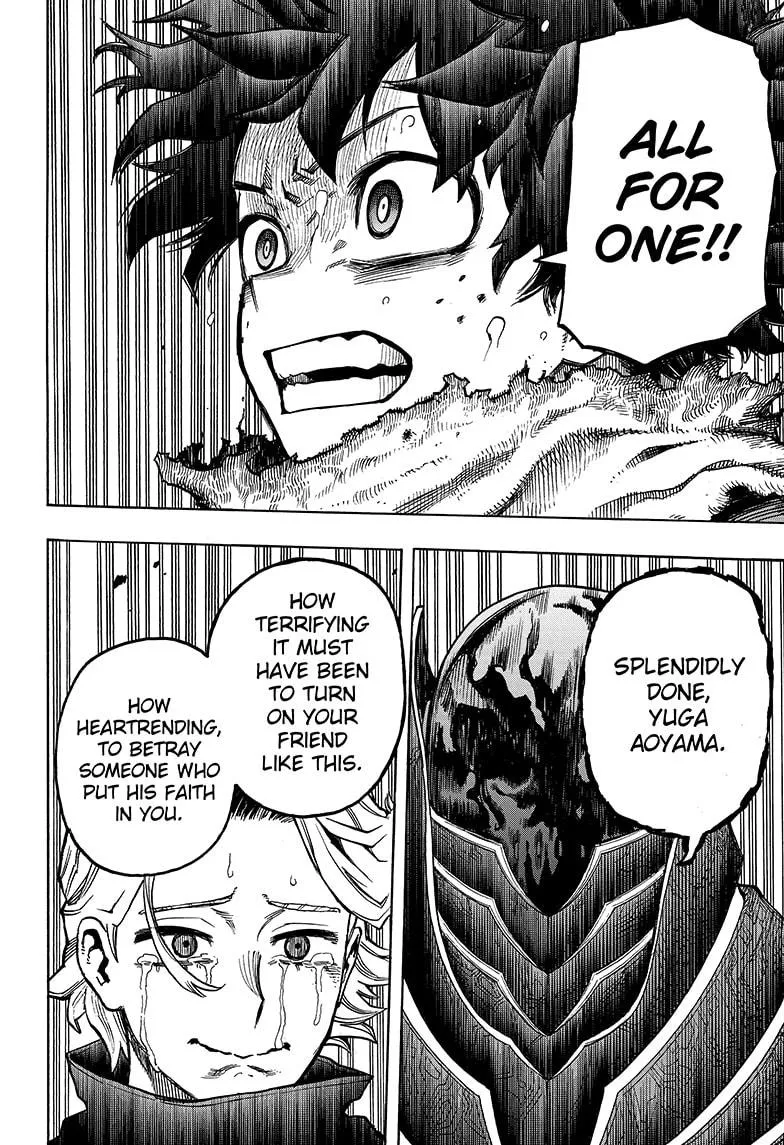 ALL
FOR
ONE!!
SPLENDIDLY
DONE,
YUGA
AOYAMA.
HOW
TERRIFYING
IT MUST
HAVE BEEN
TO TURN
ON YOUR
FRIEND
LIKE THIS.
HOW
HEARTRENDING,
TO BETRAY
SOMEONE WHO
PUT HIS FAITH
IN YOU.